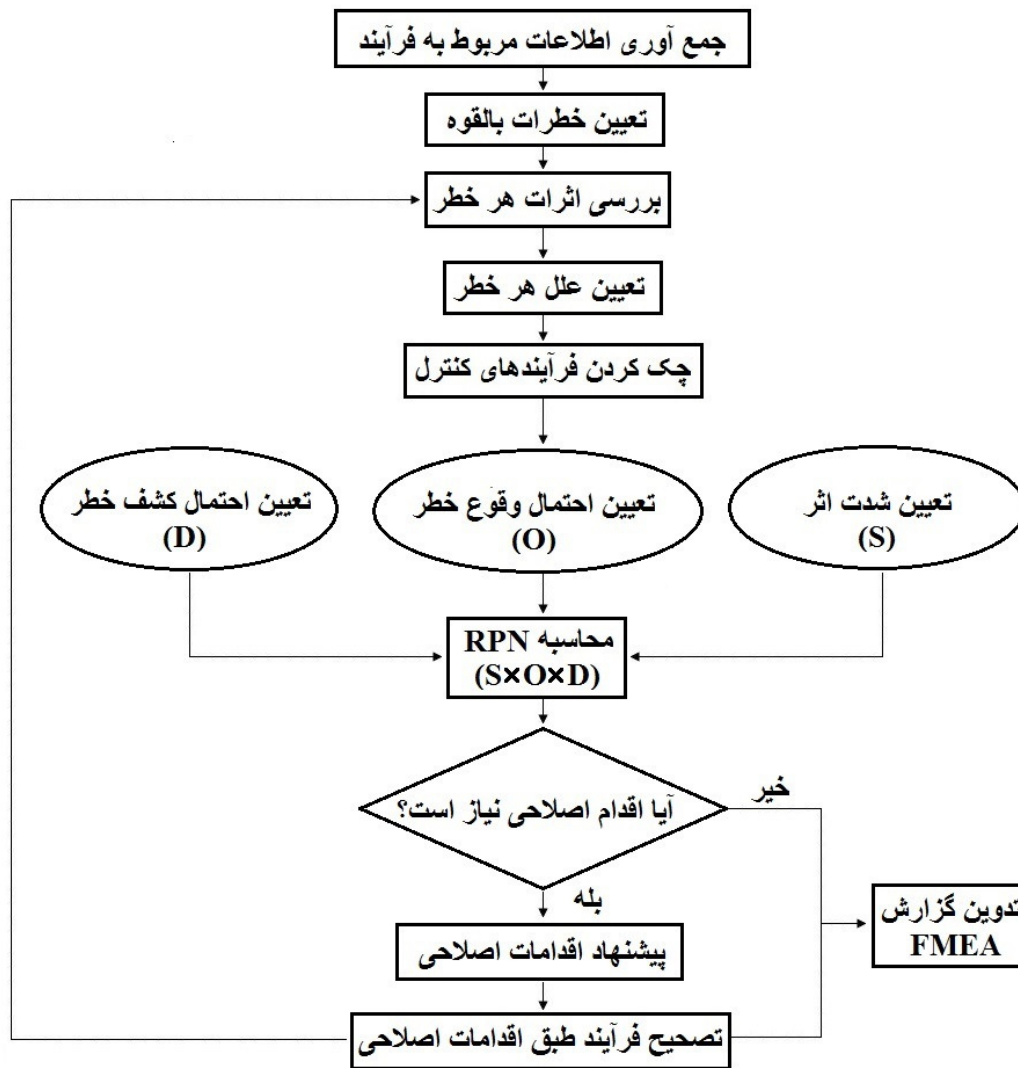 جمع آوری اطلاعات مربوط به فرآیند
تعیین خطرات بالقوه
بررسی اثرات هر خطر
تعیین علل هر خطر
چک کردن فرآیندهای کنترل
تعیین شدت اثر
(S)
تعیین احتمال وقوع خطر
(O)
تعیین احتمال کشف خطر
(D)
محاسبه RPN
(S×O×D)
آیا اقدام اصلاحی نیاز است؟
خیر
بله
تدوین گزارش
FMEA
پیشنهاد اقدامات اصلاحی
تصحیح فرآیند طبق اقدامات اصلاحی